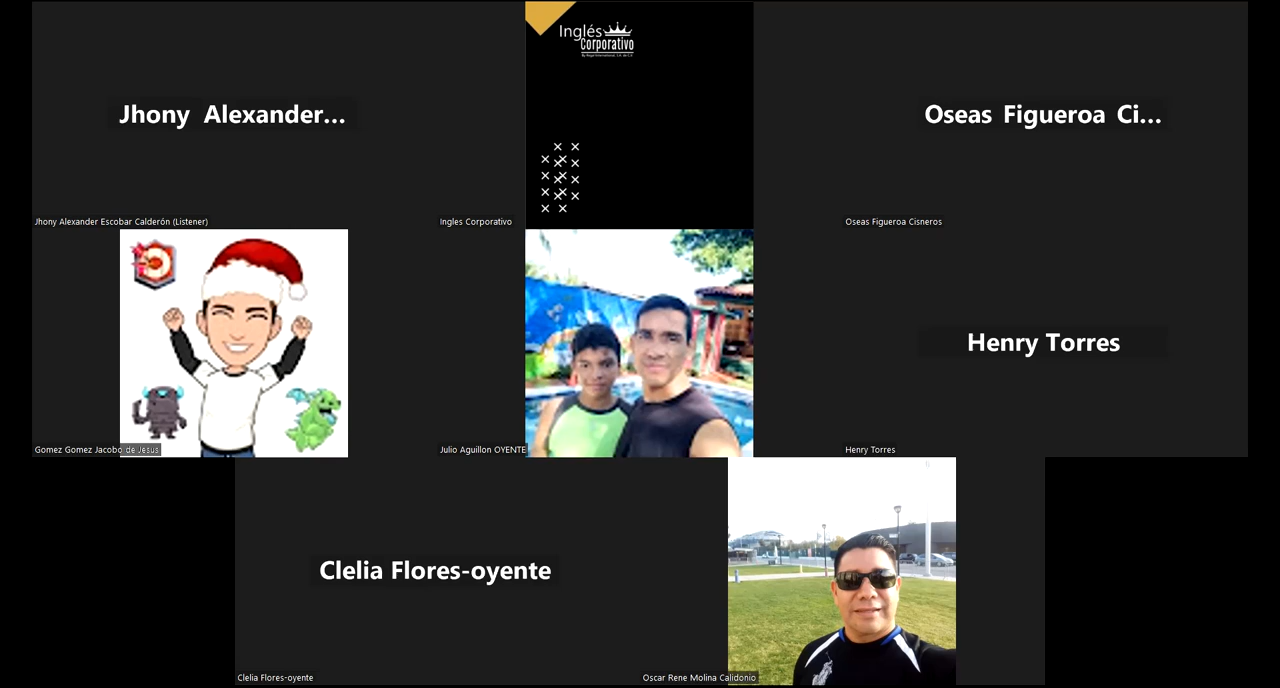 Jhony Alexander...
Inglés
Corporativo
Oseas Figueroa Ci...
Jhony Alexander Escobar Calderón (Listener)
Ingles Corporativo
Oseas Figueroa Cisneros
Henry Torres
Gomez Gomez Jacobo de Jesus
Julio Aguillon OYENTE
Henry Torres
Clelia Flores-oyente
Clelia Flores-oyente
Oscar Rene Molina Calidonio